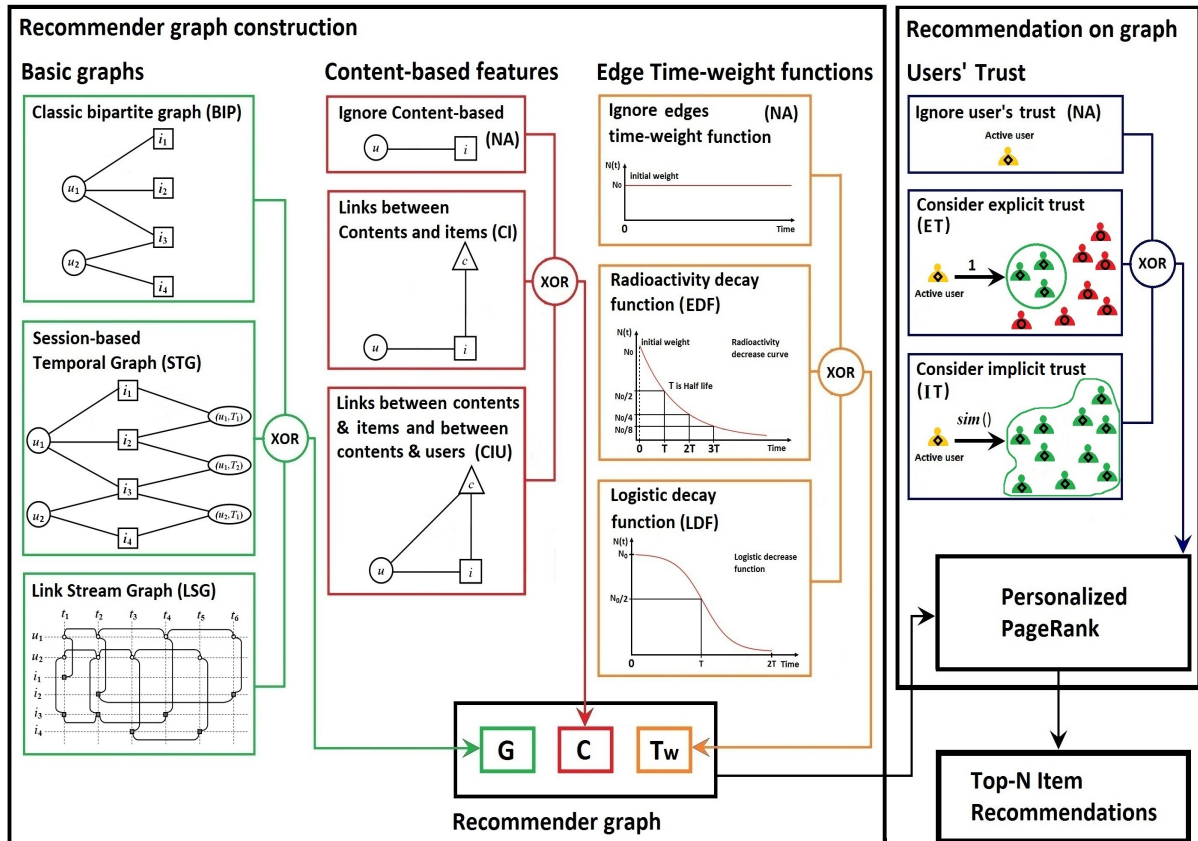 Recommender graph construction
Basic graphs
Classic bipartite graph (BIP)
i1
u1
i2
i3
u2
i4
Session-based
Temporal Graph (STG)
i1
(u1,T1)
u1
i2
(u1,T2)
i3
u2
(u2,T1)
i4
Link Stream Graph (LSG)
t1 t2 t3 t4 t5 t6
u1
u2
i1
i2
i3
i4
XOR
Content-based features
Ignore Content-based
(NA)
u i
Links between
Contents and items (CI)
c
u i
Links between contents
& items and between
contents & users (CIU)
c
u i
XOR
Edge Time-weight functions
Ignore edges (NA)
time-weight function
N(t)
initial weight
N0
0 Time
Radioactivity decay
function (EDF)
N(t)
initial weight
N0
Radioactivity
decrease curve
T is Half life
N0/2
N0/4
N0/8
0 T 2T 3T Time
Logistic decay
function (LDF)
N(t)
N0
Logistic decrease
function
N0/2
0 T 2T Time
XOR
G C Tw
Recommender graph
Recommendation on graph
Users' Trust
Ignore user's trust (NA)
Active user
Consider explicit trust
(ET)
1
Active user
Consider implicit trust
(IT)
sim()
Active user
XOR
Personalized
PageRank
Top-N Item
Recommendations